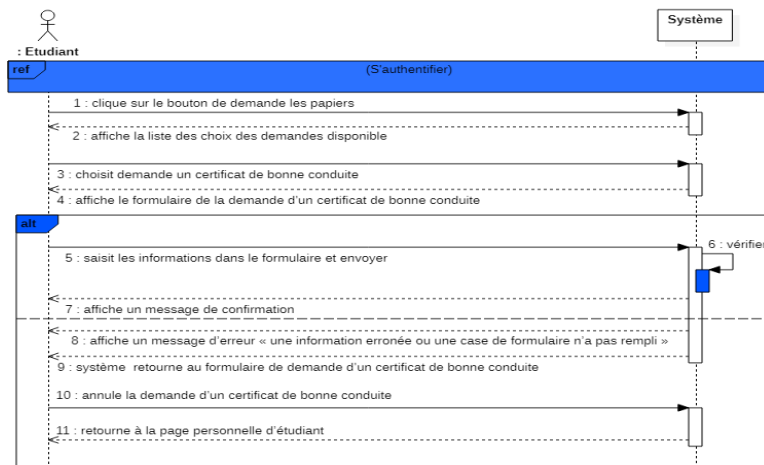 Système
: Etudiant
ref
(S'authentifier)
1 : clique sur le bouton de demande les papiers
2 : affiche la liste des choix des demandes disponible
3 : choisit demande un certificat de bonne conduite
4 : affiche le formulaire de la demande d'un certificat de bonne conduite
alt
5 : saisit les informations dans le formulaire et envoyer
6 : vérifier
7 : affiche un message de confirmation
8 : affiche un message d'erreur « une information erronée ou une case de formulaire n'a pas rempli »
9 : système retourne au formulaire de demande d'un certificat de bonne conduite
10 : annule la demande d'un certificat de bonne conduite
11 : retourne à la page personnelle d'étudiant